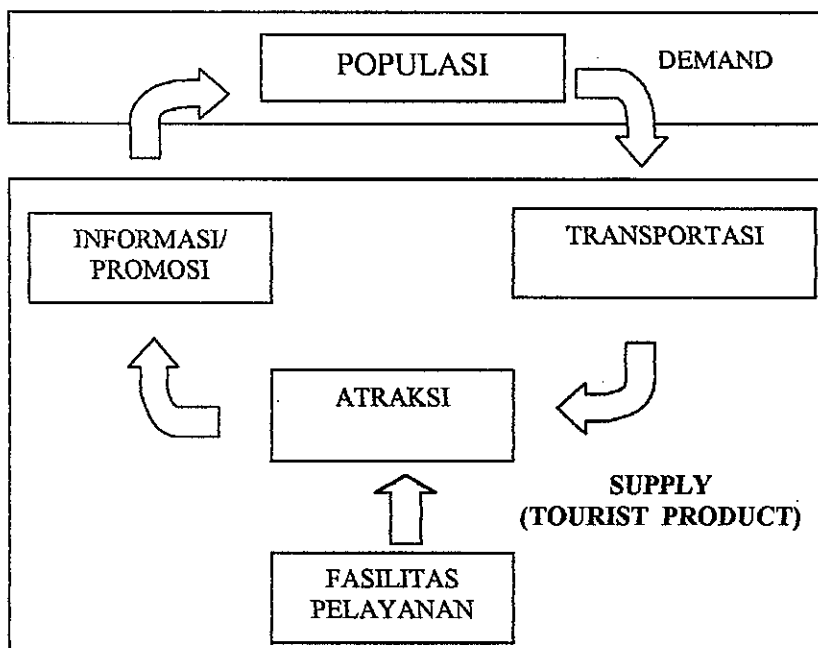 POPULASI
DEMAND
INFORMASI/
PROMOSI
TRANSPORTASI
ATRAKSI
SUPPLY
(TOURIST PRODUCT)
FASILITAS
PELAYANAN